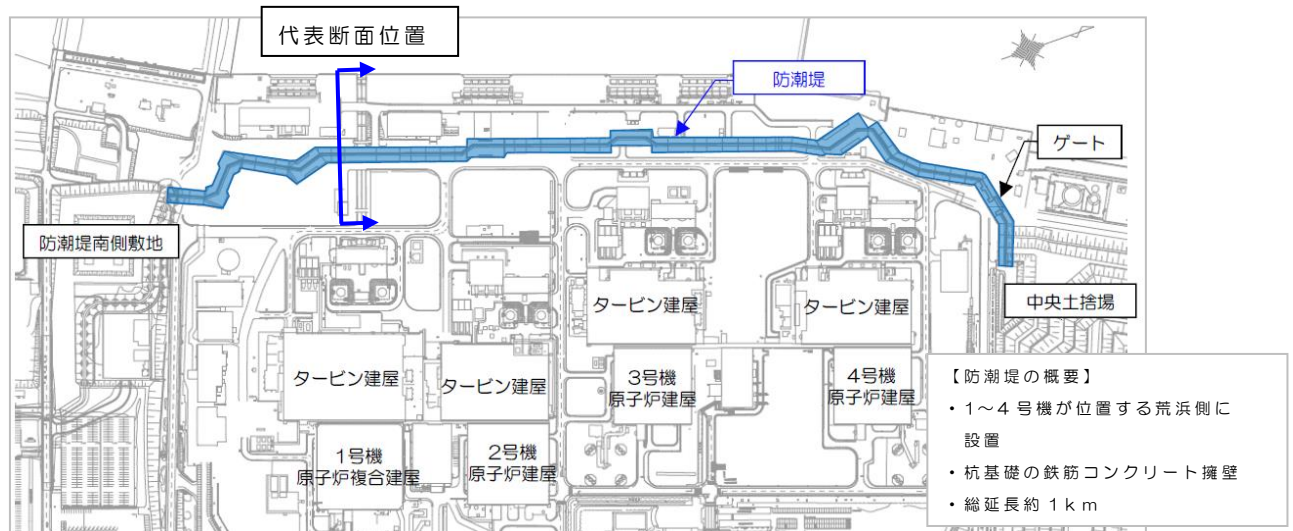 代表断面位置
防潮堤
ゲート
防潮堤南側敷地
中央土捨場
タービン建屋
タービン建屋
タービン建屋
タービン建屋
3号機
原子炉建屋
4号機
原子炉建屋
1号機
原子炉複合建屋
2号機
原子炉建屋
【防潮堤の概要】
・1~4号機が位置する荒浜側に
設置
・杭基礎の鉄筋コンクリート擁壁
・総延長約1km